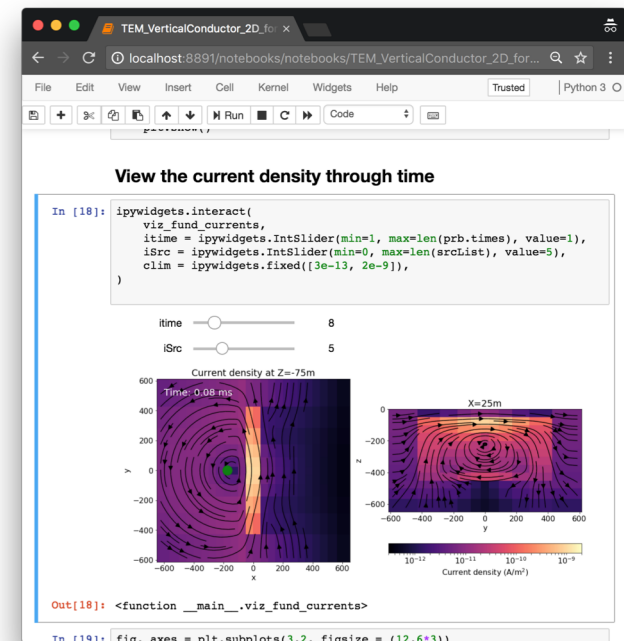 TEM_VerticalConductor_2D_for
localhost:8891/notebooks/notebooks/TEM_VerticalConductor_2D_for...
File Edit View Insert Cell Kernel Widgets Help Trusted Python 3
Run Code
plt.show()
View the current density through time
In [18]: ipywidgets.interact(
viz_fund_currents,
itime = ipywidgets.IntSlider(min=1, max=len(prb.times), value=1),
iSrc = ipywidgets.IntSlider(min=0, max=len(srcList), value=5),
clim = ipywidgets.fixed([3e-13, 2e-9]),
)
itime 8
iSrc 5
Current density at Z=-75m
Time: 0.08 ms
600
400
200
0
−200
−400
−600
y
−600 −400 −200 0 200 400 600
x
X=25m
0
−200
−400
−600
z
−600 −400 −200 0 200 400 600
y
10⁻¹² 10⁻¹¹ 10⁻¹⁰ 10⁻⁹
Current density (A/m²)
Out[18]: <function __main__.viz_fund_currents>
In [19]: fig, axes = plt.subplots(3,2, figsize = (12,6*3))